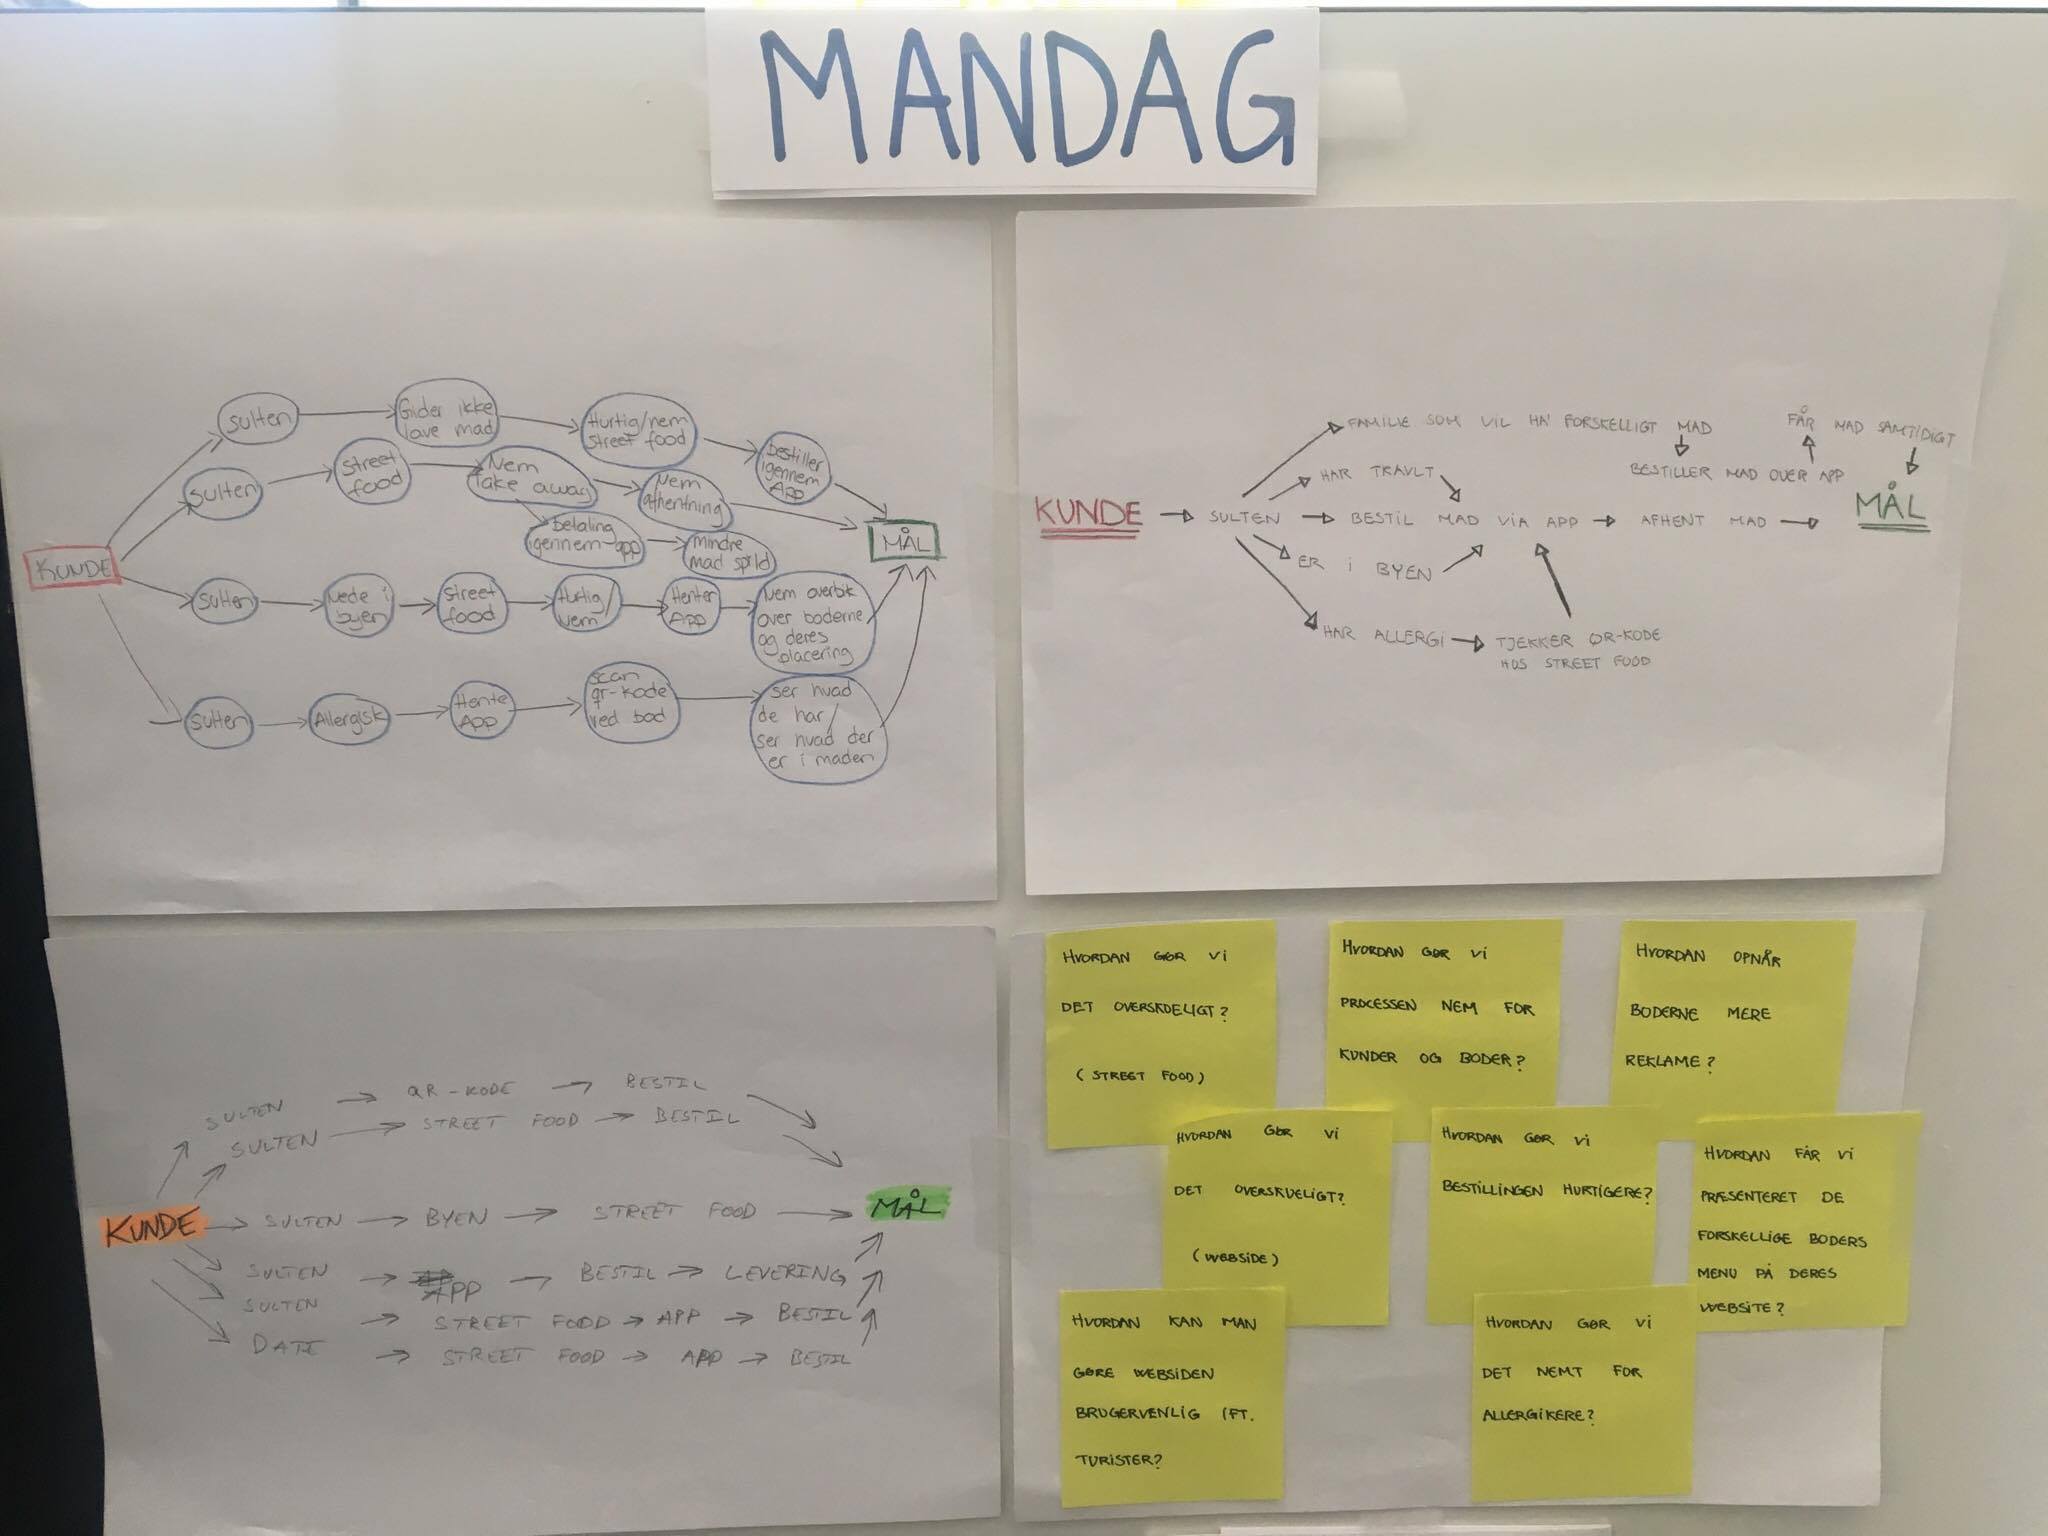 MANDAG
KUNDE
sulten
Gider ikke
lave mad
Hurtig/nem
street food
bestiller
igennem
App
sulten
street
food
Nem
take away
Nem
afhentning
betaling
igennem app
mindre
mad spild
MÅL
sulten
nede i
byen
street
food
Hurtig/
nem
Henter
App
Nem overbik
over boderne
og deres
placering
sulten
Allergisk
Hente
App
scan
qr-kode
ved bod
ser hvad
de har/
ser hvad der
er i maden
KUNDE
SULTEN
FAMILIE SOM VIL HA' FORSKELLIGT MAD
BESTILLER MAD OVER APP
FÅR MAD SAMTIDIGT
MÅL
HAR TRAVLT
BESTIL MAD VIA APP
AFHENT MAD
ER I BYEN
HAR ALLERGI
TJEKKER QR-KODE
HOS STREET FOOD
KUNDE
SULTEN
QR-KODE
BESTIL
SULTEN
STREET FOOD
BESTIL
SULTEN
BYEN
STREET FOOD
MÅL
SULTEN
APP
BESTIL
LEVERING
SULTEN
STREET FOOD
APP
BESTIL
DATE
STREET FOOD
APP
BESTIL
HVORDAN GØR VI
DET OVERSKUELIGT?
(STREET FOOD)
HVORDAN GØR VI
PROCESSEN NEM FOR
KUNDER OG BODER?
HVORDAN OPNÅR
BODERNE MERE
REKLAME?
HVORDAN GØR VI
DET OVERSKUELIGT?
(WEBSIDE)
HVORDAN GØR VI
BESTILLINGEN HURTIGERE?
HVORDAN FÅR VI
PRÆSENTERET DE
FORSKELLIGE BODERS
MENU PÅ DERES
WEBSITE?
HVORDAN KAN MAN
GØRE WEBSIDEN
BRUGERVENLIG IFT.
TURISTER?
HVORDAN GØR VI
DET NEMT FOR
ALLERGIKERE?